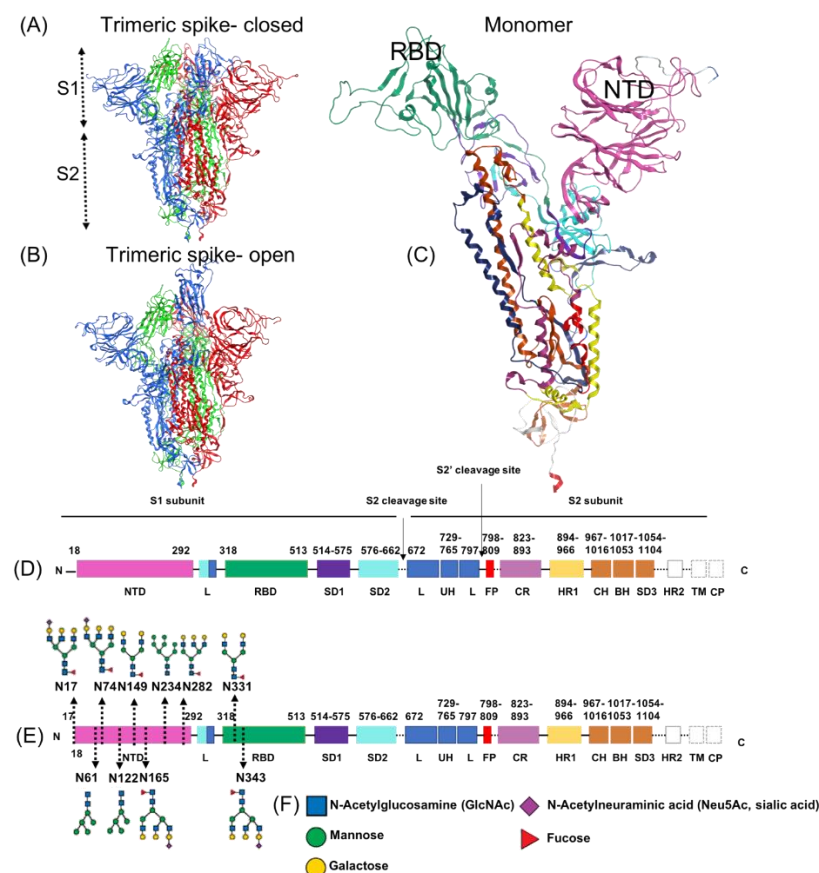 (A) Trimeric spike- closed
Monomer
RBD
NTD
S1
S2
(B) Trimeric spike- open
(C)
S2' cleavage site
S1 subunit
S2 cleavage site
S2 subunit
18 292 318 513 514-575 576-662 672 729-765 797 798-809 823-893 894-966 967-1016 1017-1053 1054-1104
(D) N C
NTD L RBD SD1 SD2 L UH L FP CR HR1 CH BH SD3 HR2 TM CP
N17 N74 N149 N234 N282 N331
17 292 318 513 514-575 576-662 672 729-765 797 798-809 823-893 894-966 967-1016 1017-1053 1054-1104
(E) N C
18 NTD L RBD SD1 SD2 L UH L FP CR HR1 CH BH SD3 HR2 TM CP
N61 N122 N165 N343
(F) N-Acetylglucosamine (GlcNAc) N-Acetylneuraminic acid (Neu5Ac, sialic acid)
Mannose Fucose
Galactose